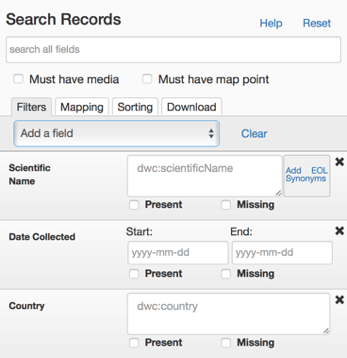 Search Records
Help Reset
search all fields
Must have media Must have map point
Filters Mapping Sorting Download
Add a field Clear
Scientific Name
dwc:scientificName
Add EOL Synonyms
Present Missing
Date Collected
Start: End:
yyyy-mm-dd yyyy-mm-dd
Present Missing
Country
dwc:country
Present Missing